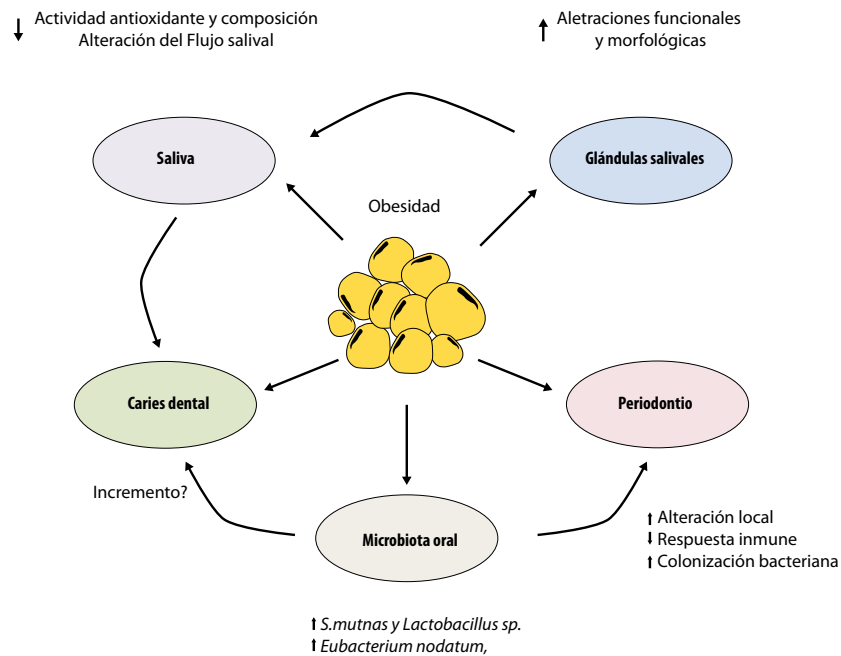 ↓ Actividad antioxidante y composición
Alteración del Flujo salival
↑ Aletraciones funcionales
y morfológicas
Saliva
Glándulas salivales
Obesidad
Caries dental
Periodontio
Incremento?
Microbiota oral
↑ Alteración local
↓ Respuesta inmune
↑ Colonización bacteriana
↑ S.mutnas y Lactobacillus sp.
↑ Eubacterium nodatum,